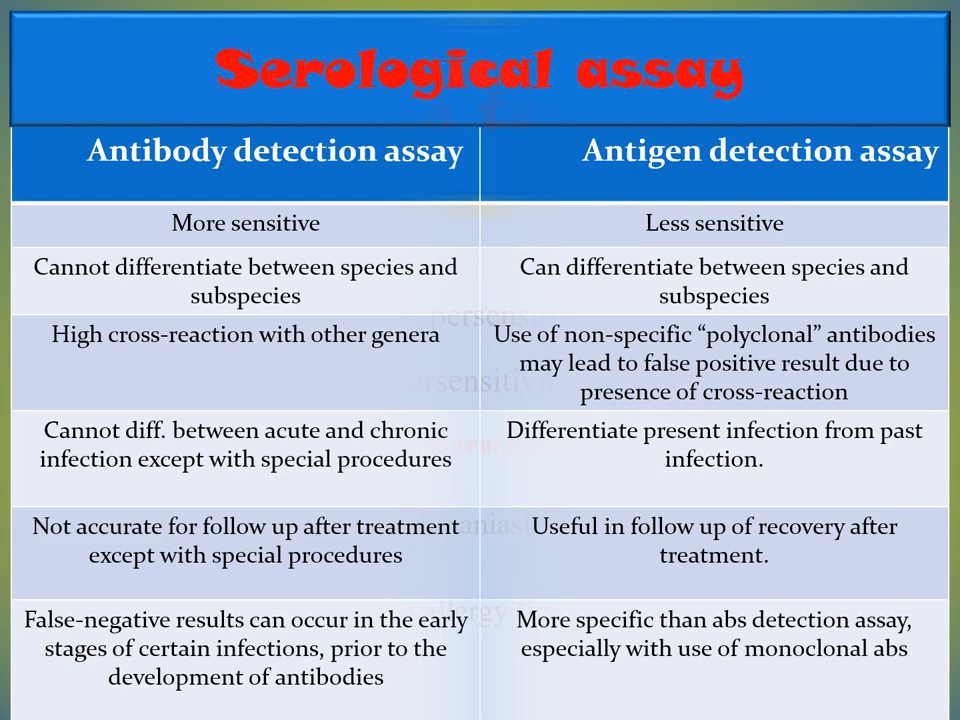 Serological assay
Antibody detection assay
Antigen detection assay
More sensitive
Less sensitive
Cannot differentiate between species and
subspecies
Can differentiate between species and
subspecies
High cross-reaction with other genera
Use of non-specific “polyclonal” antibodies
may lead to false positive result due to
presence of cross-reaction
Cannot diff. between acute and chronic
infection except with special procedures
Differentiate present infection from past
infection.
Not accurate for follow up after treatment
except with special procedures
Useful in follow up of recovery after
treatment.
False-negative results can occur in the early
stages of certain infections, prior to the
development of antibodies
More specific than abs detection assay,
especially with use of monoclonal abs